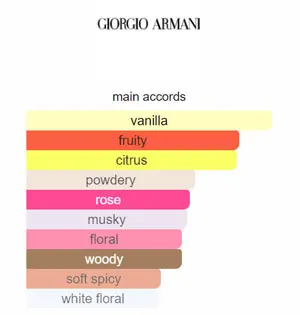 GIORGIO ARMANI
main accords
vanilla
fruity
citrus
powdery
rose
musky
floral
woody
soft spicy
white floral